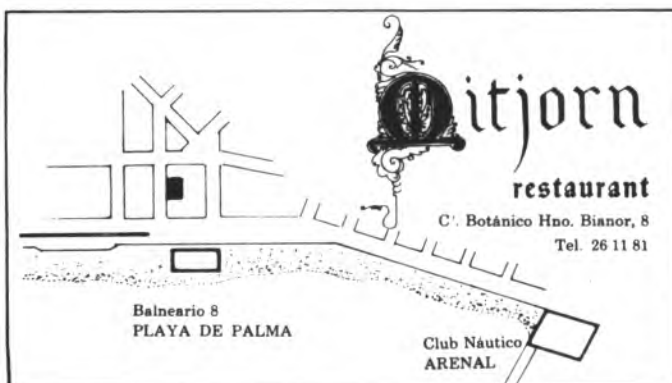 Mitjorn
restaurant
C'. Botánico Hno. Bianor, 8
Tel. 26 11 81
Balneario 8
PLAYA DE PALMA
Club Náutico
ARENAL